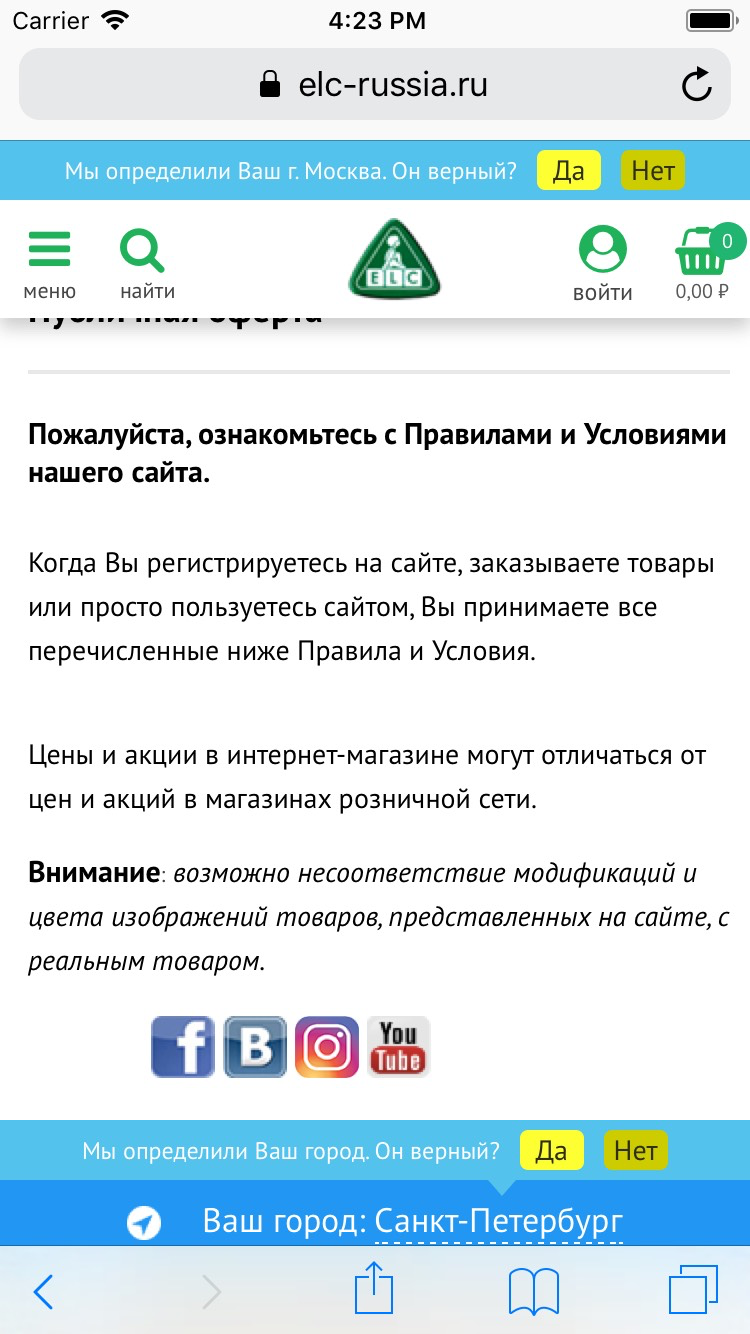 Carrier 4:23 PM
elc-russia.ru
Мы определили Ваш г. Москва. Он верный? Да Нет
ELC
0
меню найти войти 0,00 ₽
Публичная оферта
Пожалуйста, ознакомьтесь с Правилами и Условиями
нашего сайта.
Когда Вы регистрируетесь на сайте, заказываете товары
или просто пользуетесь сайтом, Вы принимаете все
перечисленные ниже Правила и Условия.
Цены и акции в интернет-магазине могут отличаться от
цен и акций в магазинах розничной сети.
Внимание: возможно несоответствие модификаций и
цвета изображений товаров, представленных на сайте, с
реальным товаром.
f B You
Tube
Мы определили Ваш город. Он верный? Да Нет
Ваш город: Санкт-Петербург